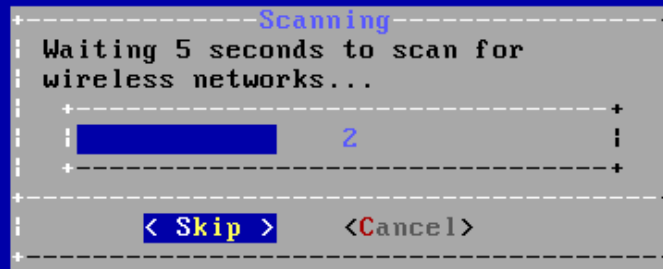 Scanning
Waiting 5 seconds to scan for
wireless networks...
2
< Skip > <Cancel>